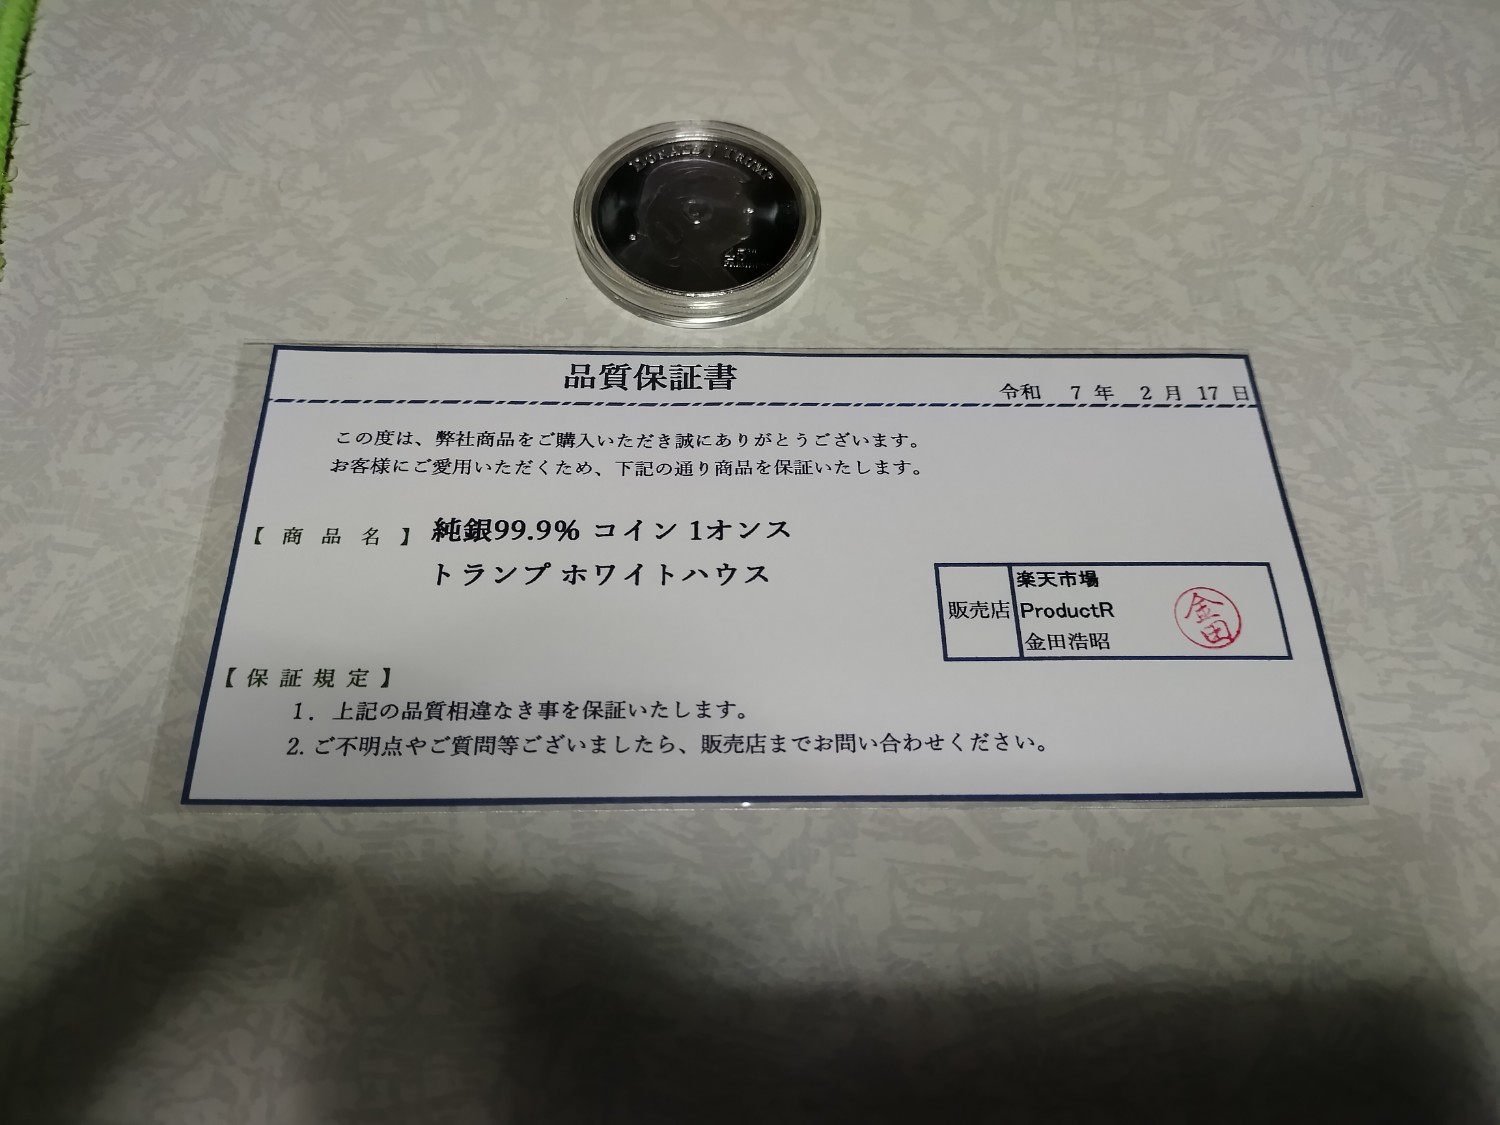 DONALD J TRUMP
品質保証書
令和 7年 2月 17日
この度は、弊社商品をご購入いただき誠にありがとうございます。
お客様にご愛用いただくため、下記の通り商品を保証いたします。
【商品名】 純銀99.9% コイン 1オンス
トランプ ホワイトハウス
販売店
楽天市場
ProductR
金田浩昭
金田
【保証規定】
1. 上記の品質相違なき事を保証いたします。
2. ご不明点やご質問等ございましたら、販売店までお問い合わせください。